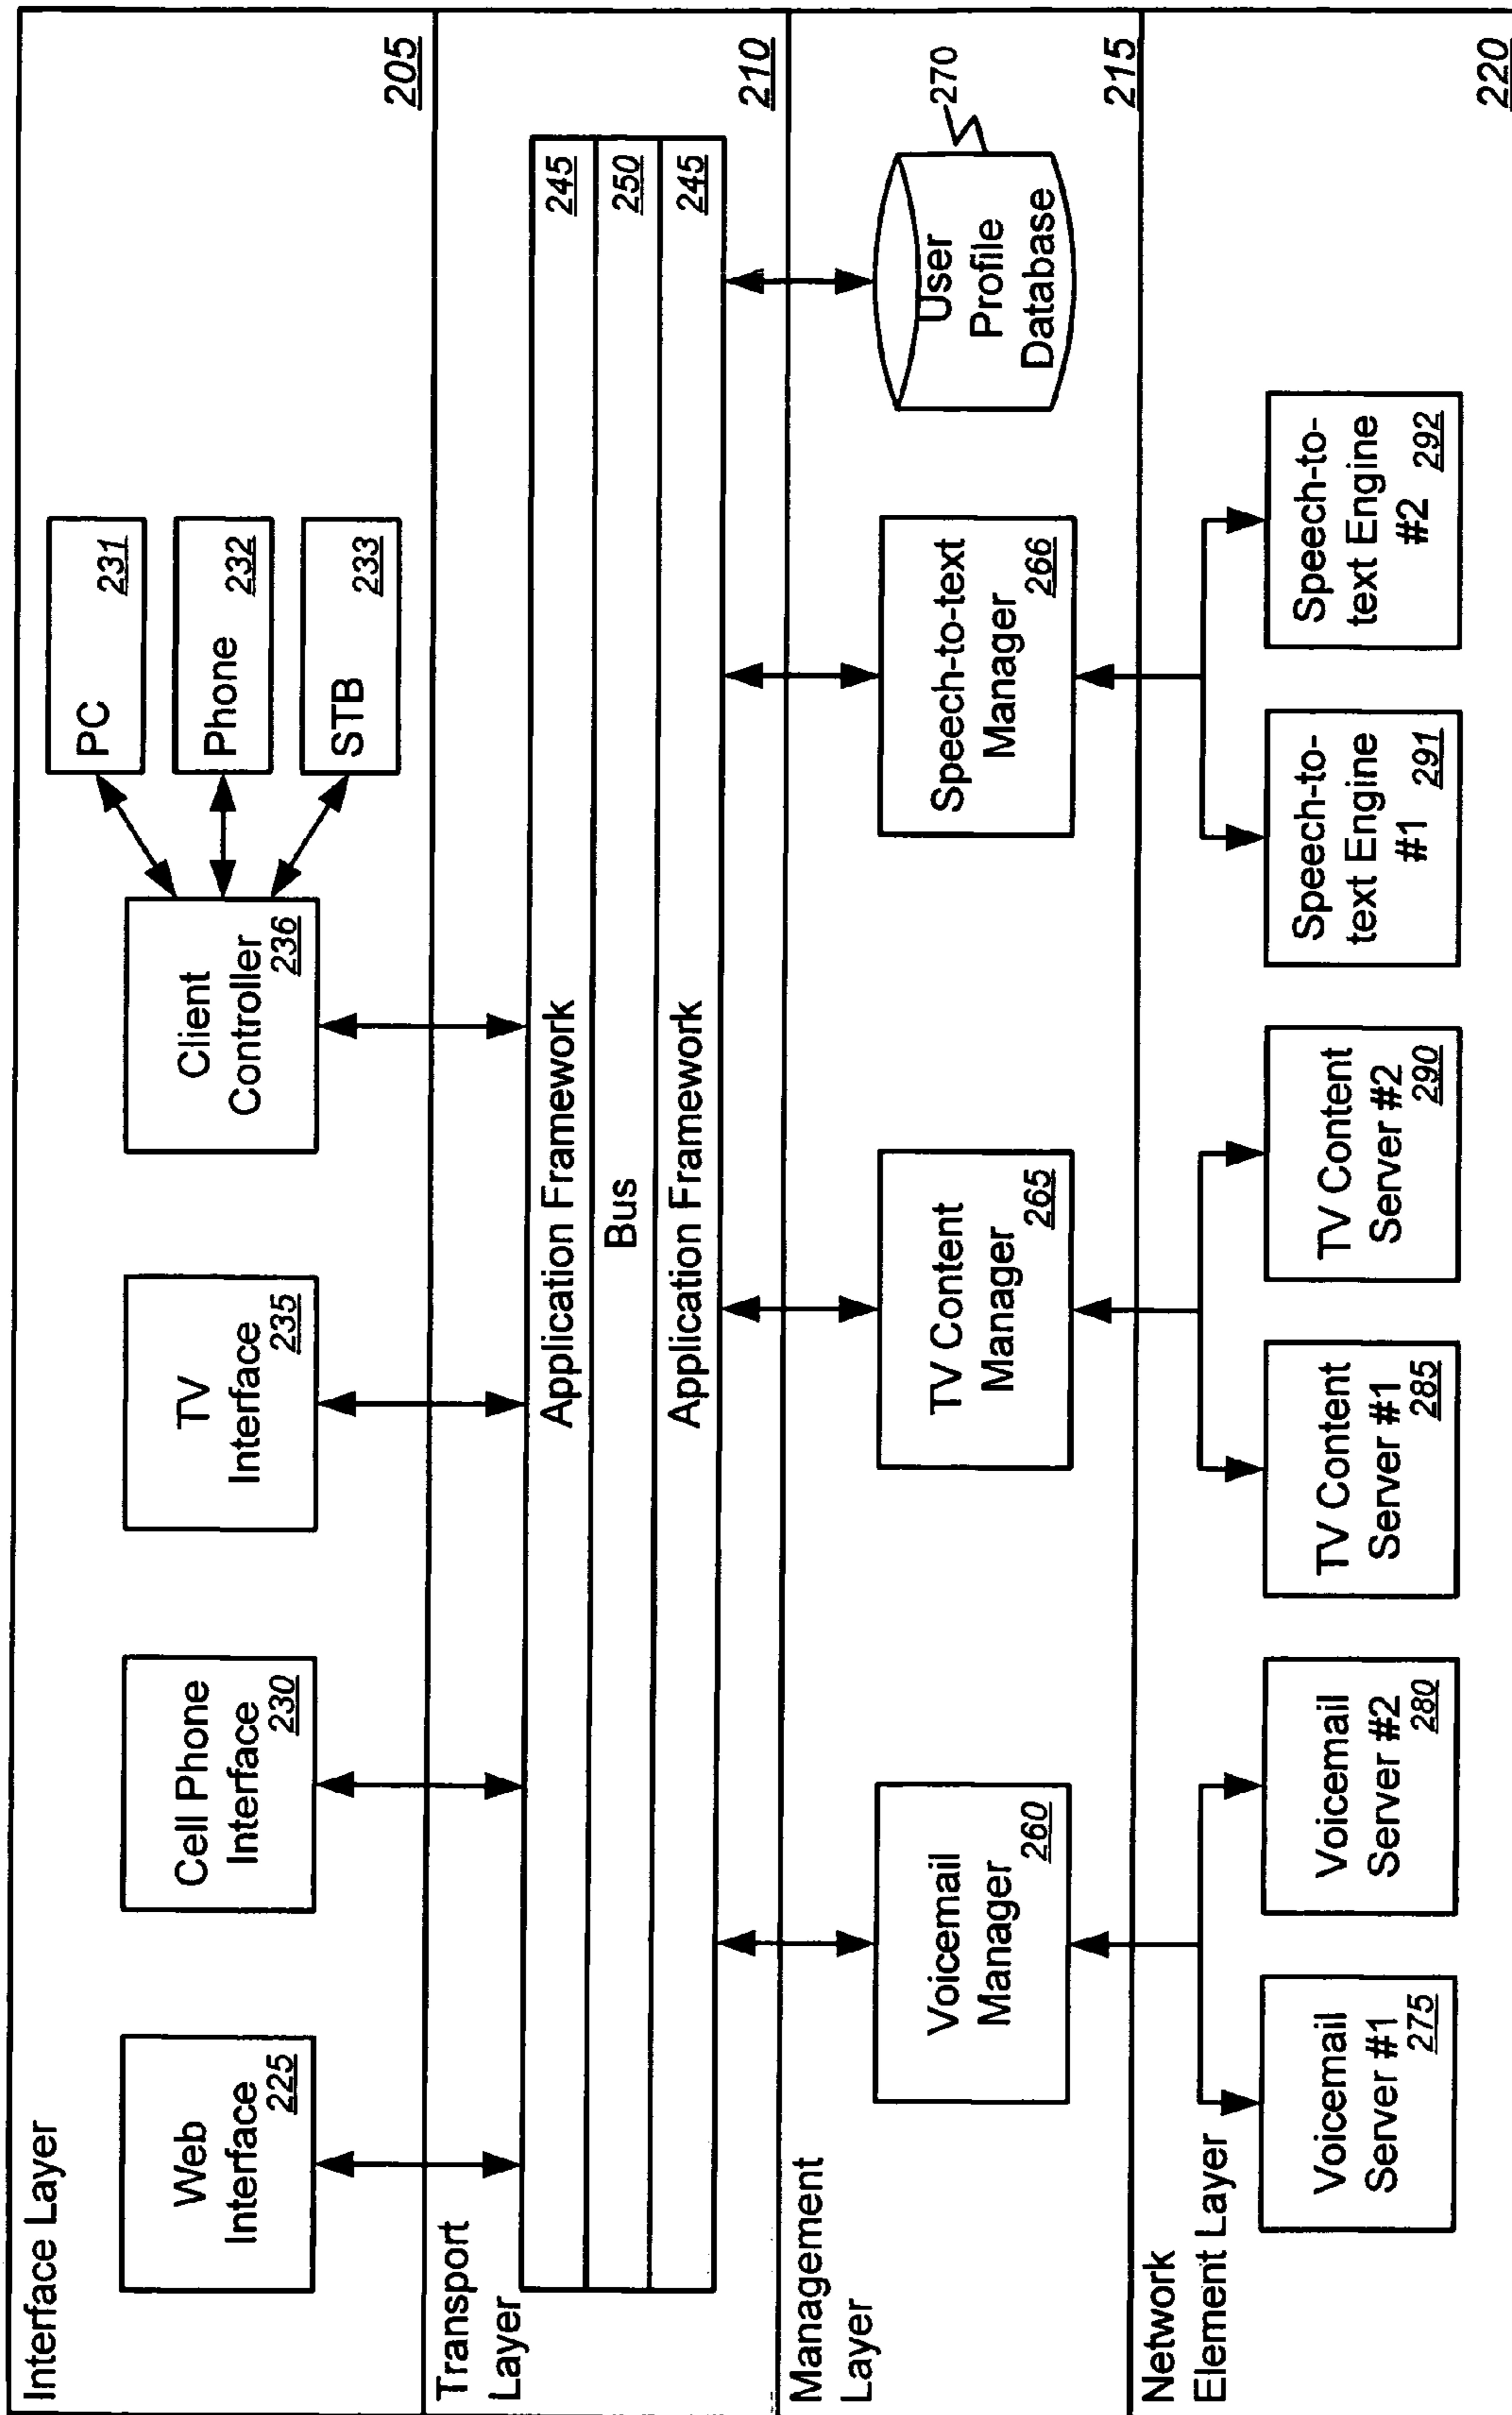 Interface Layer
Web
Interface
225
Cell Phone
Interface
230
TV
Interface
235
Client
Controller
236
PC
231
Phone
232
STB
233
205
Transport
Layer
Application Framework
245
Bus
250
Application Framework
245
210
Management
Layer
Voicemail
Manager
260
TV Content
Manager
265
Speech-to-text
Manager
266
User
Profile
Database
270
215
Network
Element Layer
Voicemail
Server #1
275
Voicemail
Server #2
280
TV Content
Server #1
285
TV Content
Server #2
290
Speech-to-
text Engine
#1
291
Speech-to-
text Engine
#2
292
220